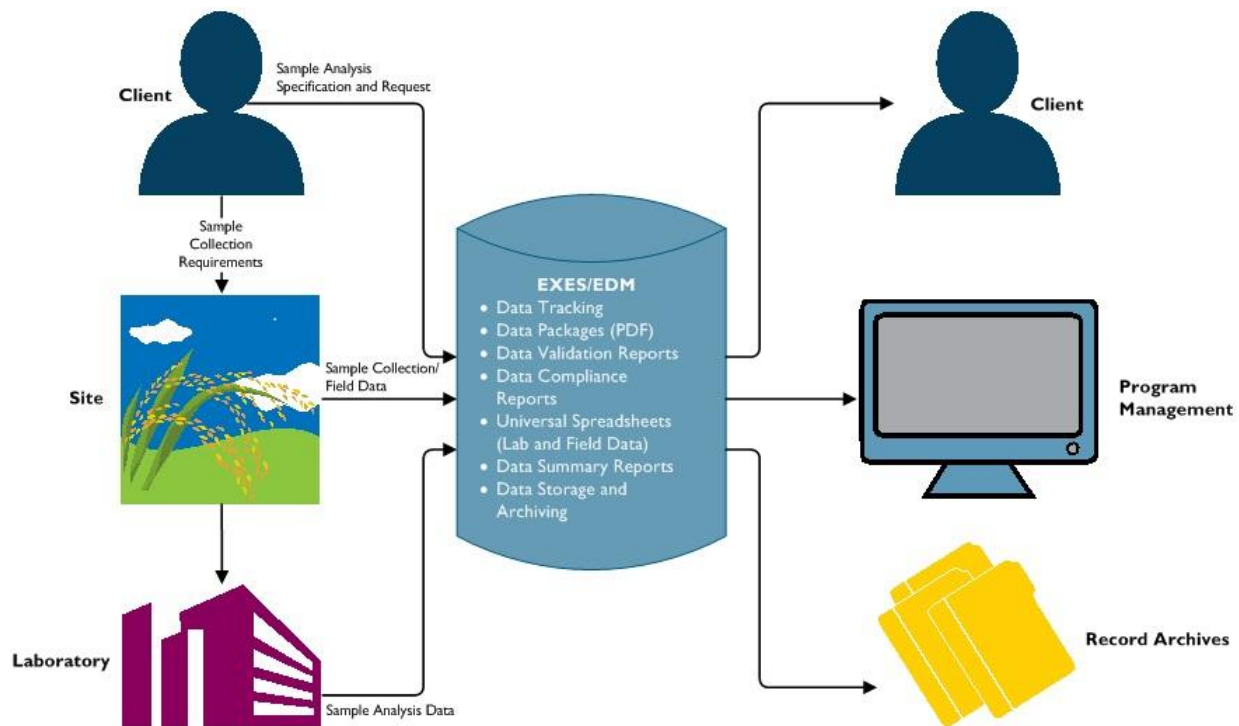 Sample Analysis
Specification and Request
Client
Client
Sample
Collection
Requirements
EXES/EDM
• Data Tracking
• Data Packages (PDF)
• Data Validation Reports
• Data Compliance
Reports
• Universal Spreadsheets
(Lab and Field Data)
• Data Summary Reports
• Data Storage and
Archiving
Site
Sample Collection/
Field Data
Program
Management
Laboratory
Sample Analysis Data
Record Archives